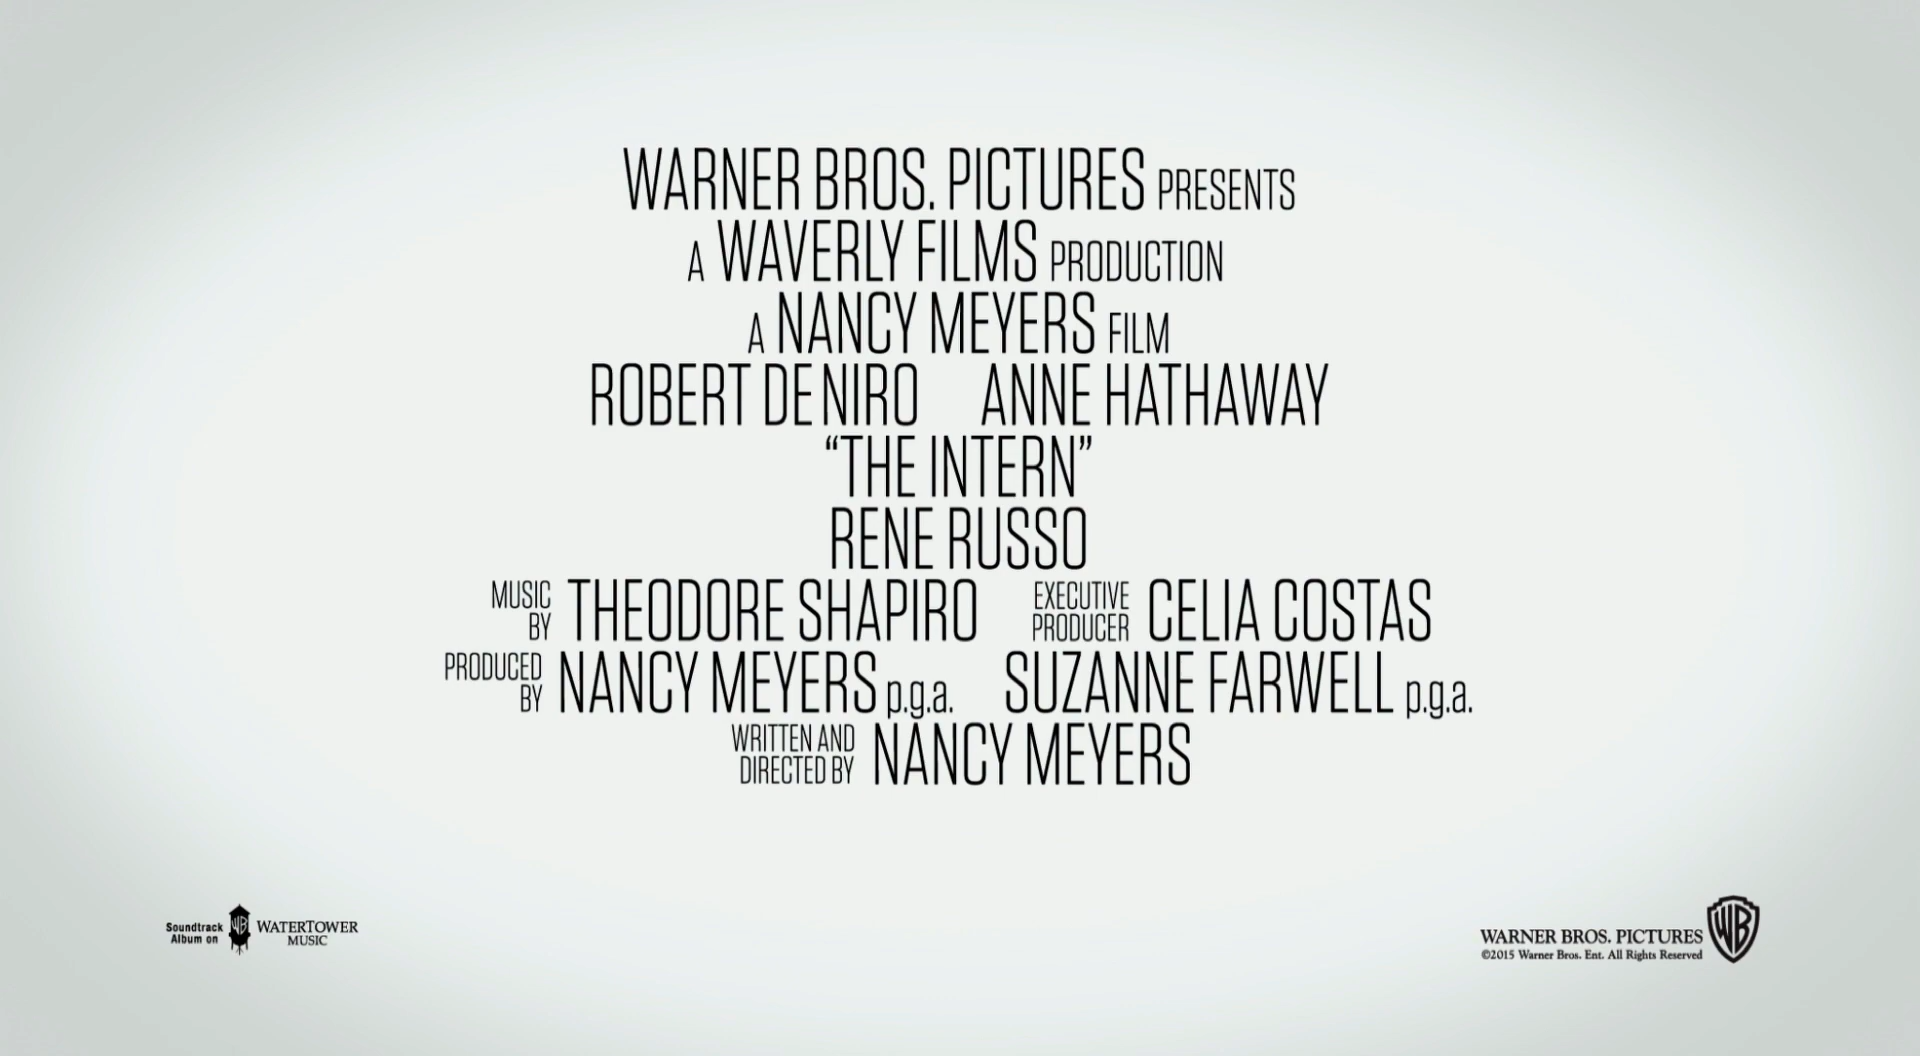 WARNER BROS. PICTURES PRESENTS
A WAVERLY FILMS PRODUCTION
A NANCY MEYERS FILM
ROBERT DE NIRO ANNE HATHAWAY
“THE INTERN”
RENE RUSSO
MUSIC BY THEODORE SHAPIRO EXECUTIVE PRODUCER CELIA COSTAS
PRODUCED BY NANCY MEYERS p.g.a. SUZANNE FARWELL p.g.a.
WRITTEN AND DIRECTED BY NANCY MEYERS
Soundtrack
Album on
WB
WATERTOWER
MUSIC
WARNER BROS. PICTURES
©2015 Warner Bros. Ent. All Rights Reserved
WB